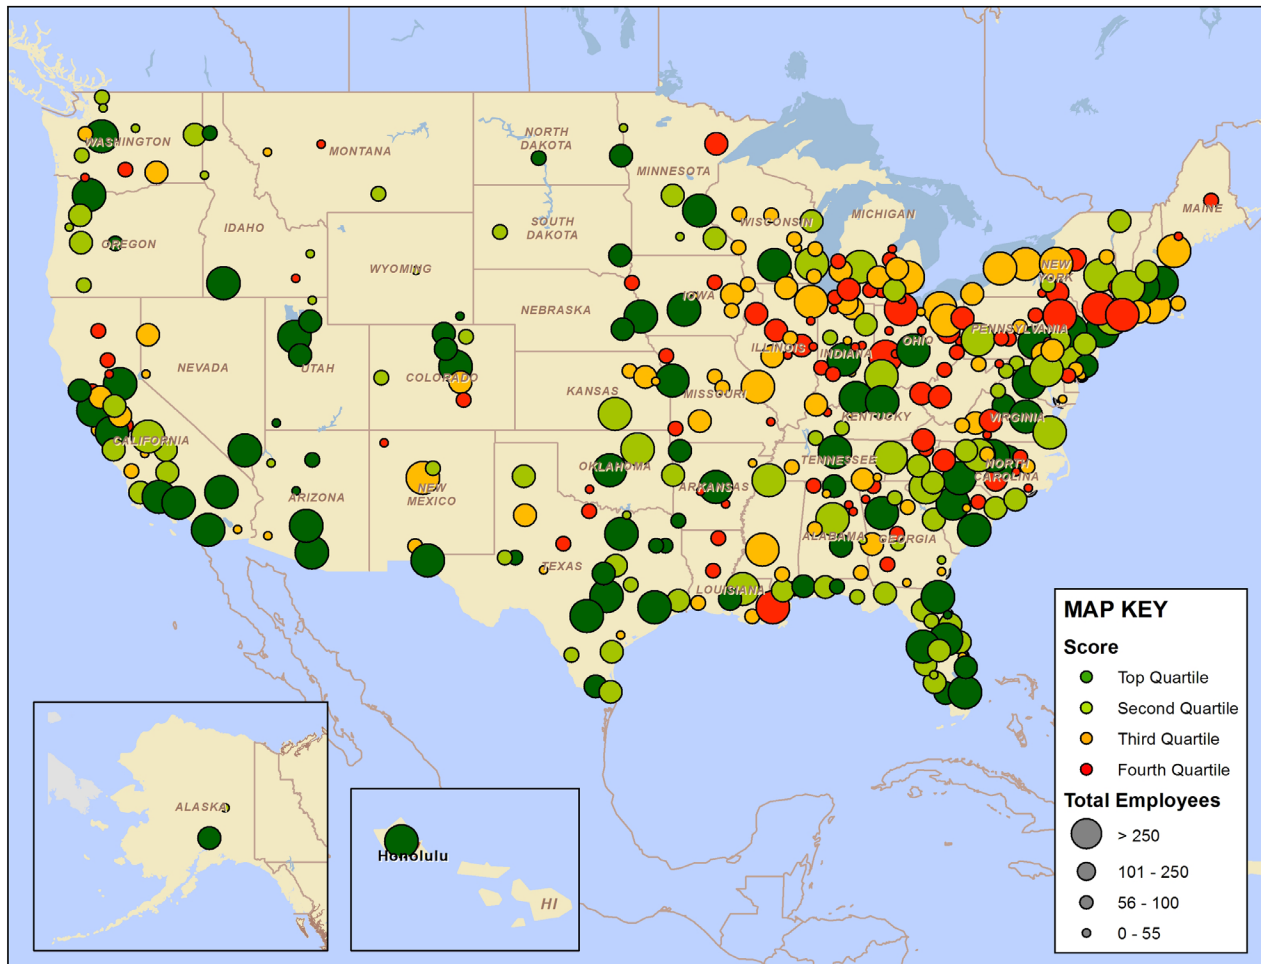 WASHINGTON
MONTANA
NORTH
DAKOTA
MINNESOTA
MAINE
OREGON
IDAHO
SOUTH
DAKOTA
WISCONSIN
MICHIGAN
WYOMING
NEW
YORK
NEBRASKA
IOWA
PENNSYLVANIA
NEVADA
UTAH
COLORADO
ILLINOIS
INDIANA
OHIO
KANSAS
MISSOURI
KENTUCKY
VIRGINIA
CALIFORNIA
OKLAHOMA
TENNESSEE
NORTH
CAROLINA
ARIZONA
NEW
MEXICO
ARKANSAS
TEXAS
ALABAMA
GEORGIA
LOUISIANA
MAP KEY
Score
Top Quartile
Second Quartile
Third Quartile
Fourth Quartile
Total Employees
> 250
101 - 250
56 - 100
0 - 55
ALASKA
Honolulu
HI